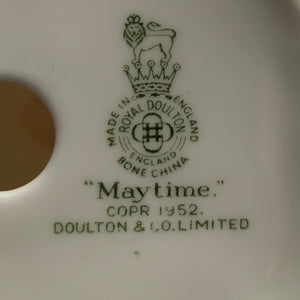 MADE IN ENGLAND
ROYAL DOULTON
ENGLAND
BONE CHINA
"Maytime."
COPR 1952.
DOULTON & CO. LIMITED